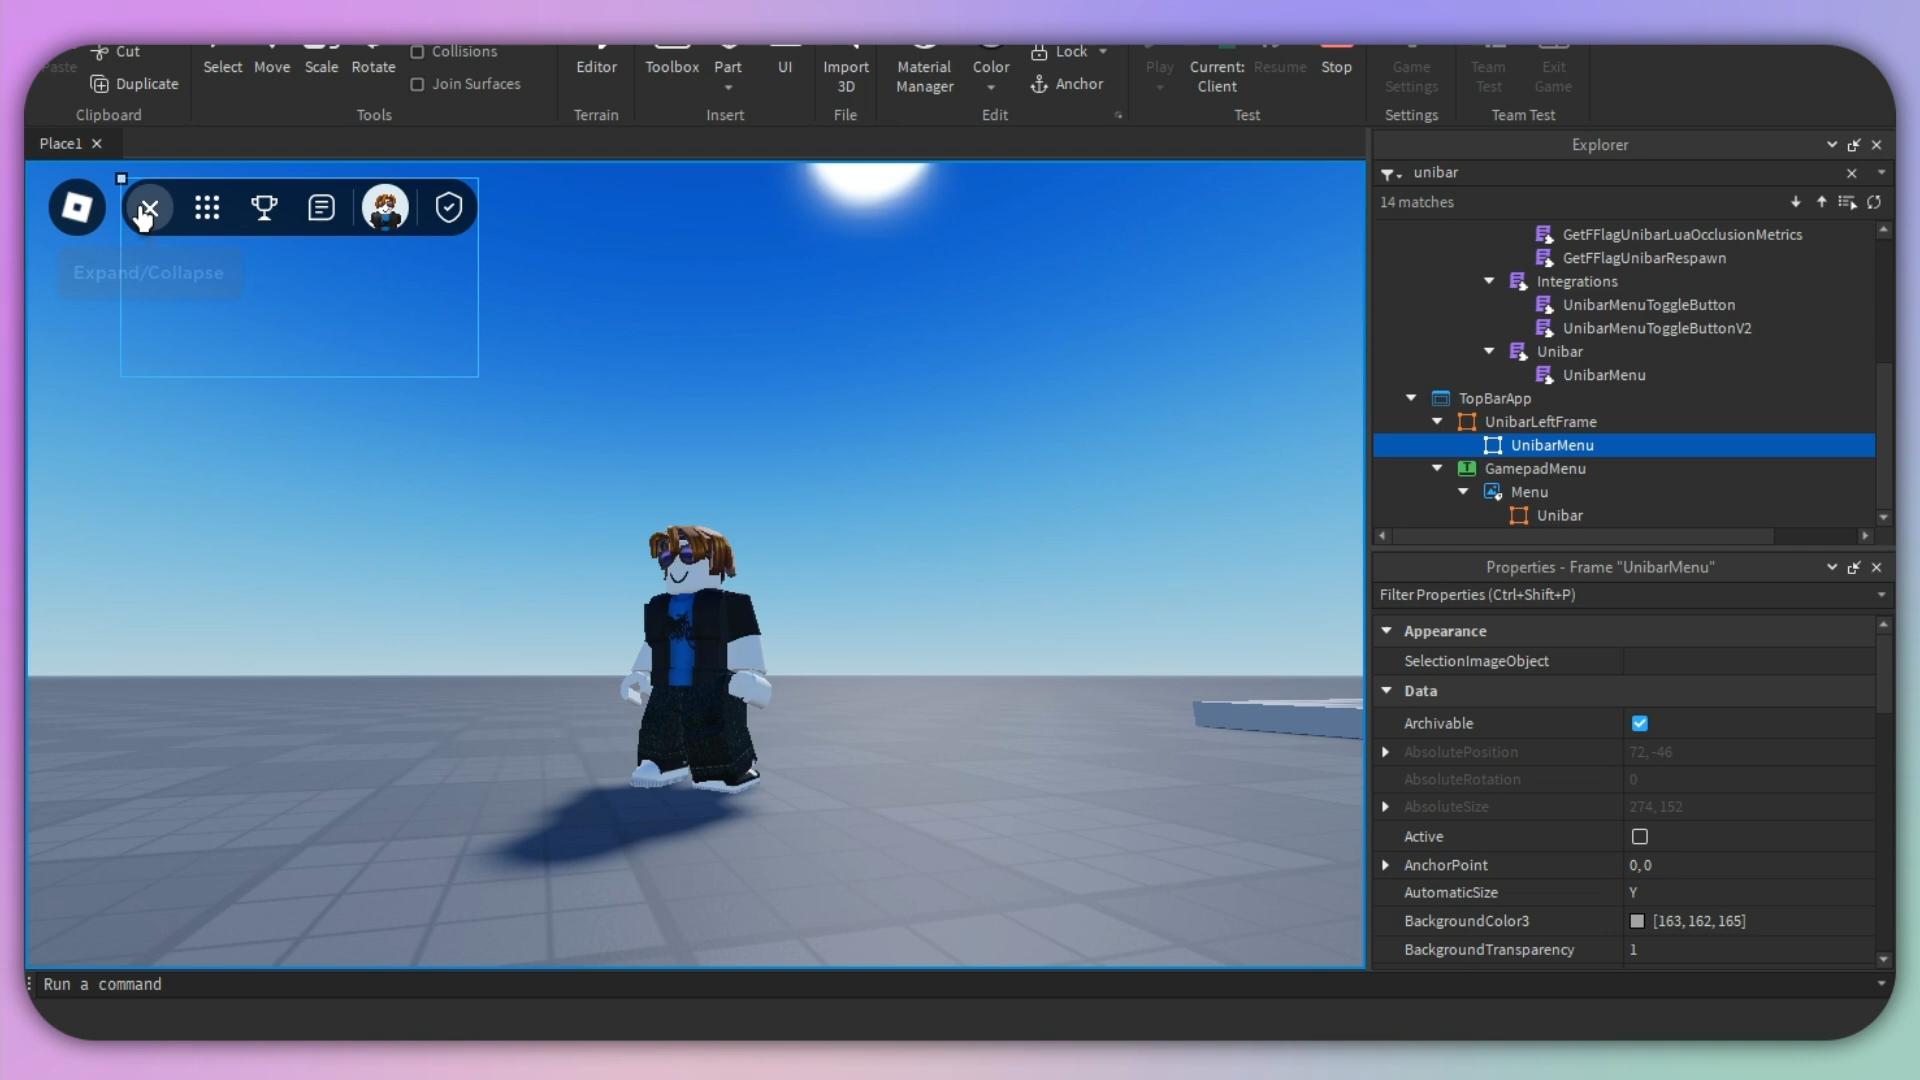 Cut
Paste
Duplicate
Clipboard
Select
Move
Scale
Rotate
Collisions
Join Surfaces
Tools
Editor
Terrain
Toolbox
Part
UI
Insert
Import
3D
File
Material
Manager
Color
Lock
Anchor
Edit
Play
Current:
Client
Resume
Stop
Test
Game
Settings
Settings
Team
Test
Exit
Game
Team Test
Place1
Expand/Collapse
Explorer
unibar
14 matches
GetFFlagUnibarLuaOcclusionMetrics
GetFFlagUnibarRespawn
Integrations
UnibarMenuToggleButton
UnibarMenuToggleButtonV2
Unibar
UnibarMenu
TopBarApp
UnibarLeftFrame
UnibarMenu
GamepadMenu
Menu
Unibar
Properties - Frame "UnibarMenu"
Filter Properties (Ctrl+Shift+P)
Appearance
SelectionImageObject
Data
Archivable
AbsolutePosition 72, -46
AbsoluteRotation 0
AbsoluteSize 274, 152
Active
AnchorPoint 0, 0
AutomaticSize Y
BackgroundColor3 [163, 162, 165]
BackgroundTransparency 1
Run a command